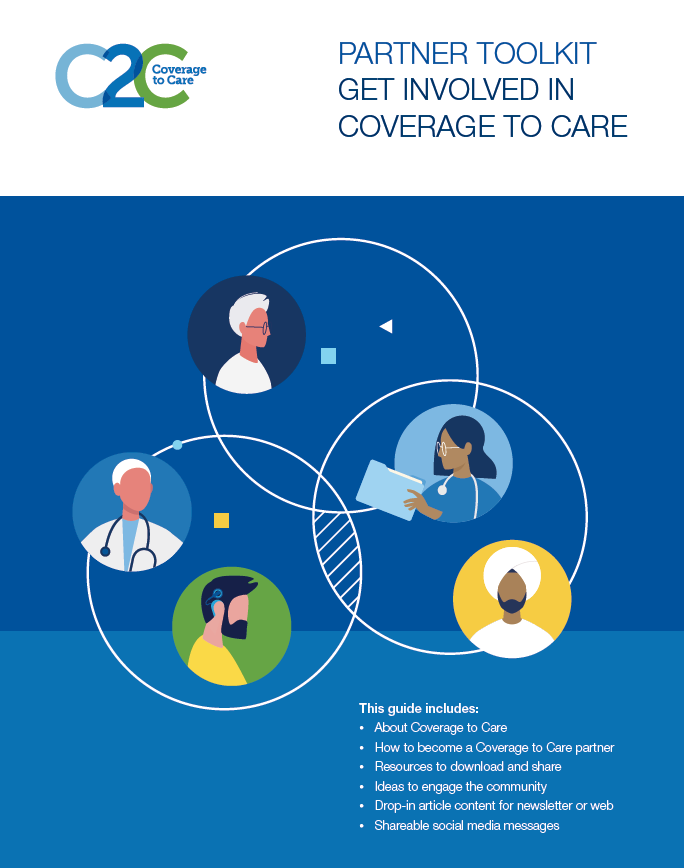 C2C
Coverage
to Care
PARTNER TOOLKIT
GET INVOLVED IN
COVERAGE TO CARE
This guide includes:
• About Coverage to Care
• How to become a Coverage to Care partner
• Resources to download and share
• Ideas to engage the community
• Drop-in article content for newsletter or web
• Shareable social media messages